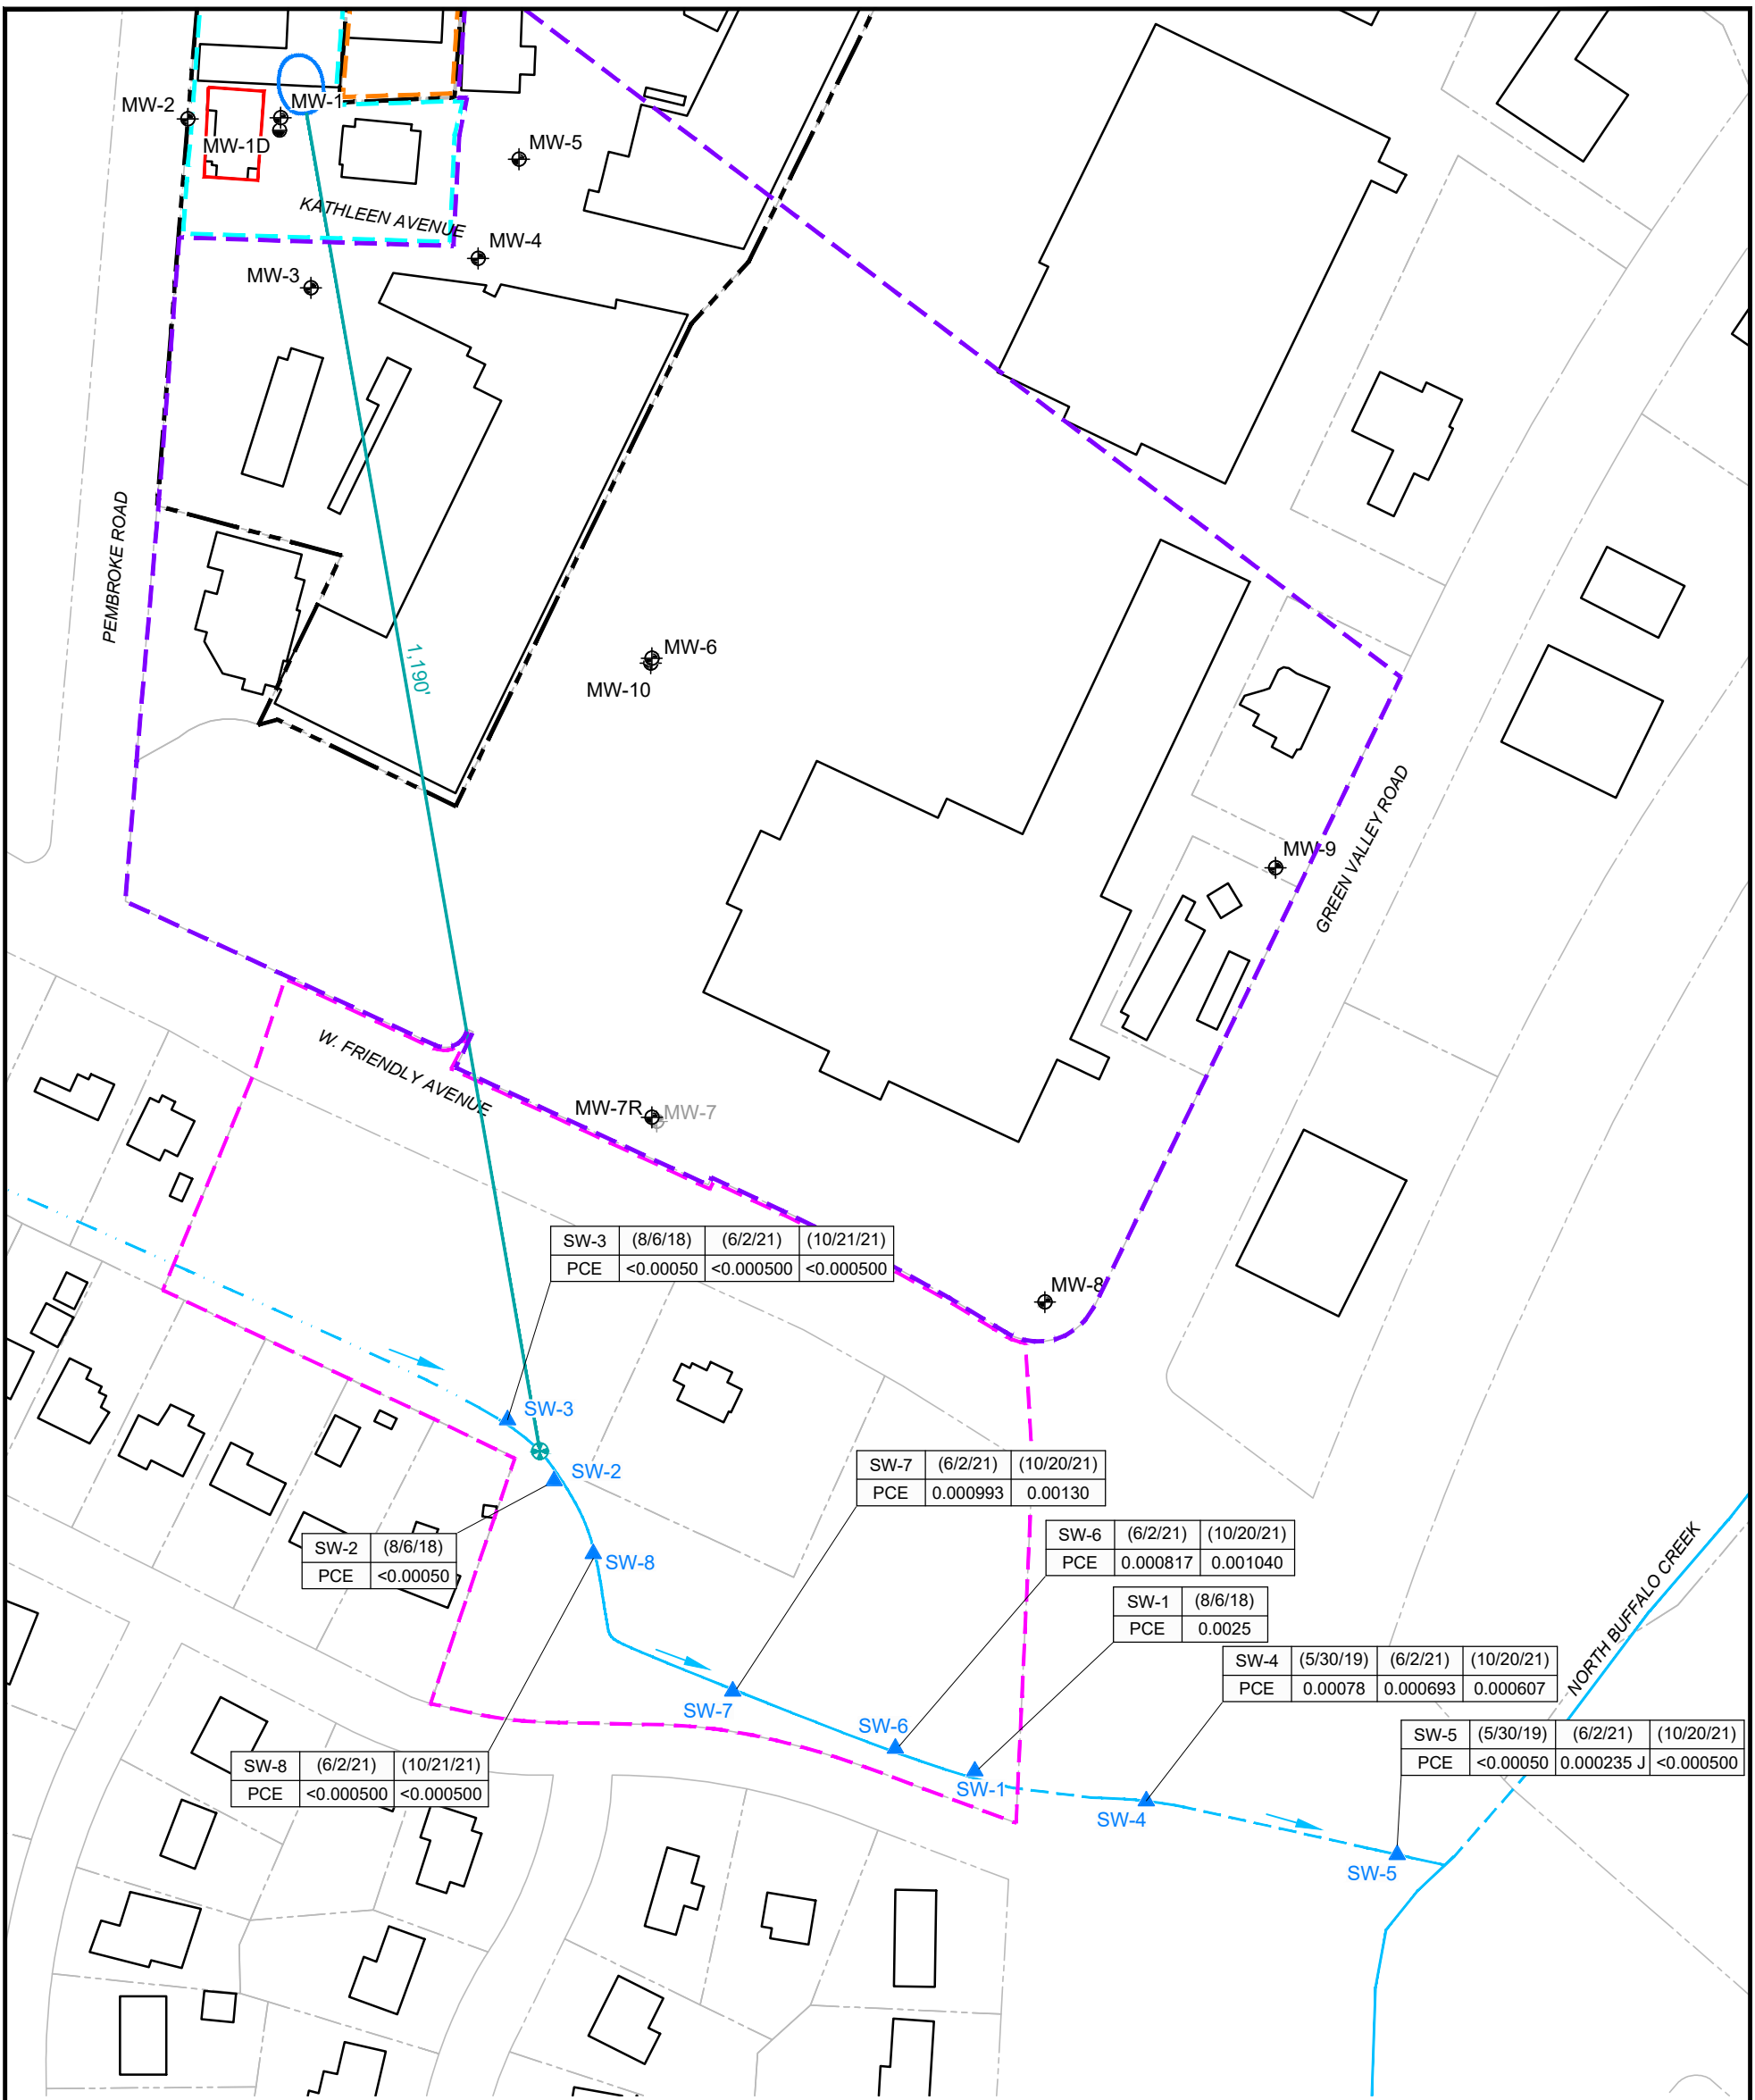 MW-2
MW-1
MW-1D
MW-5
KATHLEEN AVENUE
MW-4
MW-3
PEMBROKE ROAD
1,190'
MW-6
MW-10
GREEN VALLEY ROAD
MW-9
W. FRIENDLY AVENUE
MW-7R
MW-7
SW-3 (8/6/18) (6/2/21) (10/21/21)
PCE <0.00050 <0.000500 <0.000500
MW-8
SW-3
SW-2
SW-7 (6/2/21) (10/20/21)
PCE 0.000993 0.00130
SW-2 (8/6/18)
PCE <0.00050
SW-8
SW-6 (6/2/21) (10/20/21)
PCE 0.000817 0.001040
SW-1 (8/6/18)
PCE 0.0025
NORTH BUFFALO CREEK
SW-4 (5/30/19) (6/2/21) (10/20/21)
PCE 0.00078 0.000693 0.000607
SW-7
SW-6
SW-5 (5/30/19) (6/2/21) (10/20/21)
PCE <0.00050 0.000235 J <0.000500
SW-8 (6/2/21) (10/21/21)
PCE <0.000500 <0.000500
SW-1
SW-4
SW-5